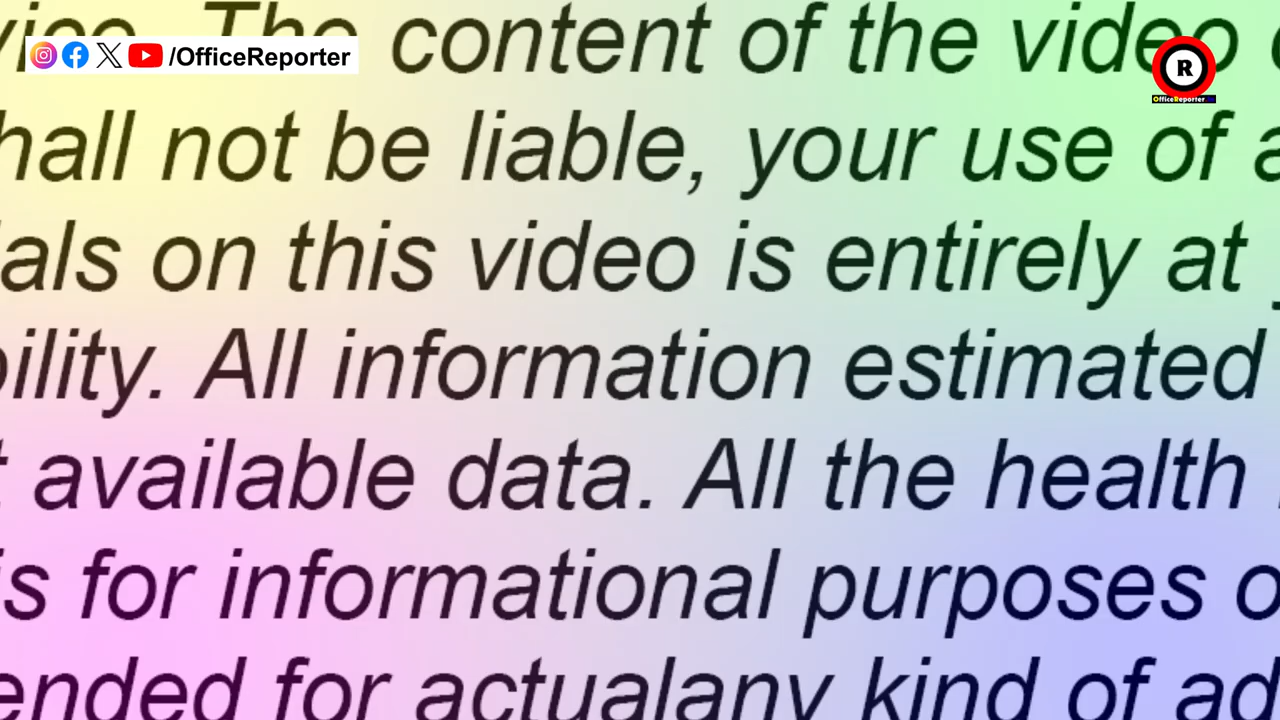 The content of the video
/OfficeReporter
R
OfficeReporter
hall not be liable, your use of a
ials on this video is entirely at
bility. All information estimated
t available data. All the health
is for informational purposes o
ended for actualany kind of ad